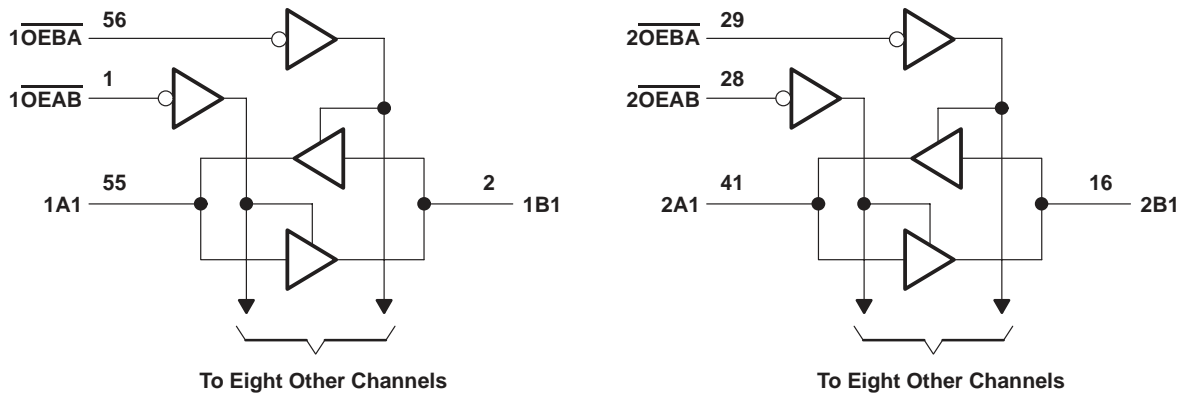 56
1OEBA
1
1OEAB
55
1A1
2
1B1
To Eight Other Channels
29
2OEBA
28
2OEAB
41
2A1
16
2B1
To Eight Other Channels